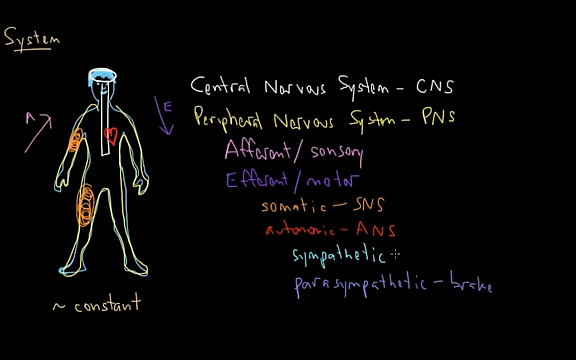 System
A
E
Central Nervous System - CNS
Peripheral Nervous System - PNS
Afferent/sensory
Efferent/motor
somatic - SNS
autonomic - ANS
sympathetic -
parasympathetic - brake
~ constant